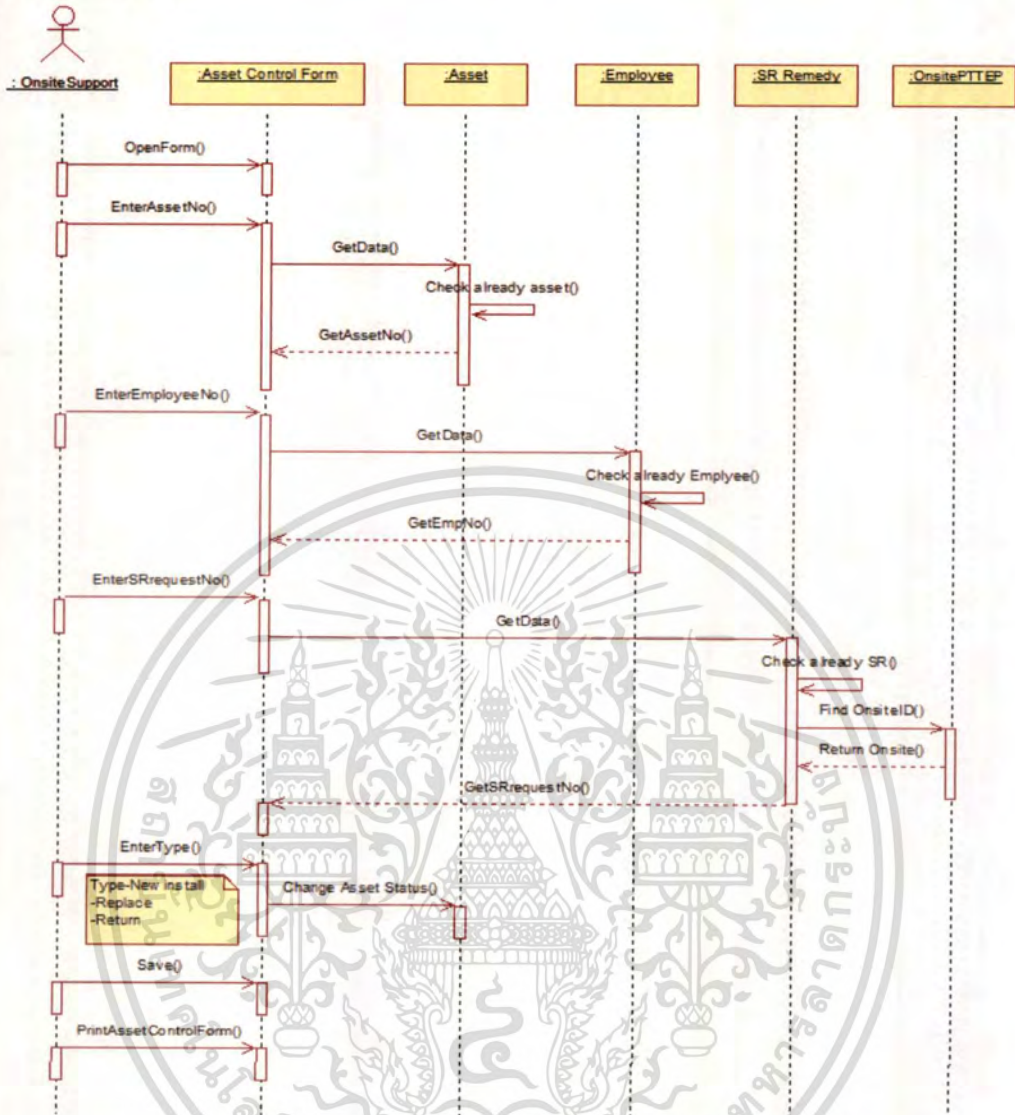 : OnsiteSupport
:Asset Control Form
:Asset
:Employee
:SR Remedy
:OnsitePTTEP
OpenForm()
EnterAssetNo()
GetData()
Check already asset()
GetAssetNo()
EnterEmployeeNo()
GetData()
Check already Emplyee()
GetEmpNo()
EnterSRrequestNo()
GetData()
Check already SR()
Find OnsiteID()
Return Onsite()
GetSRrequestNo()
EnterType()
Type-New install
-Replace
-Return
Change Asset Status()
Save()
PrintAssetControlForm()